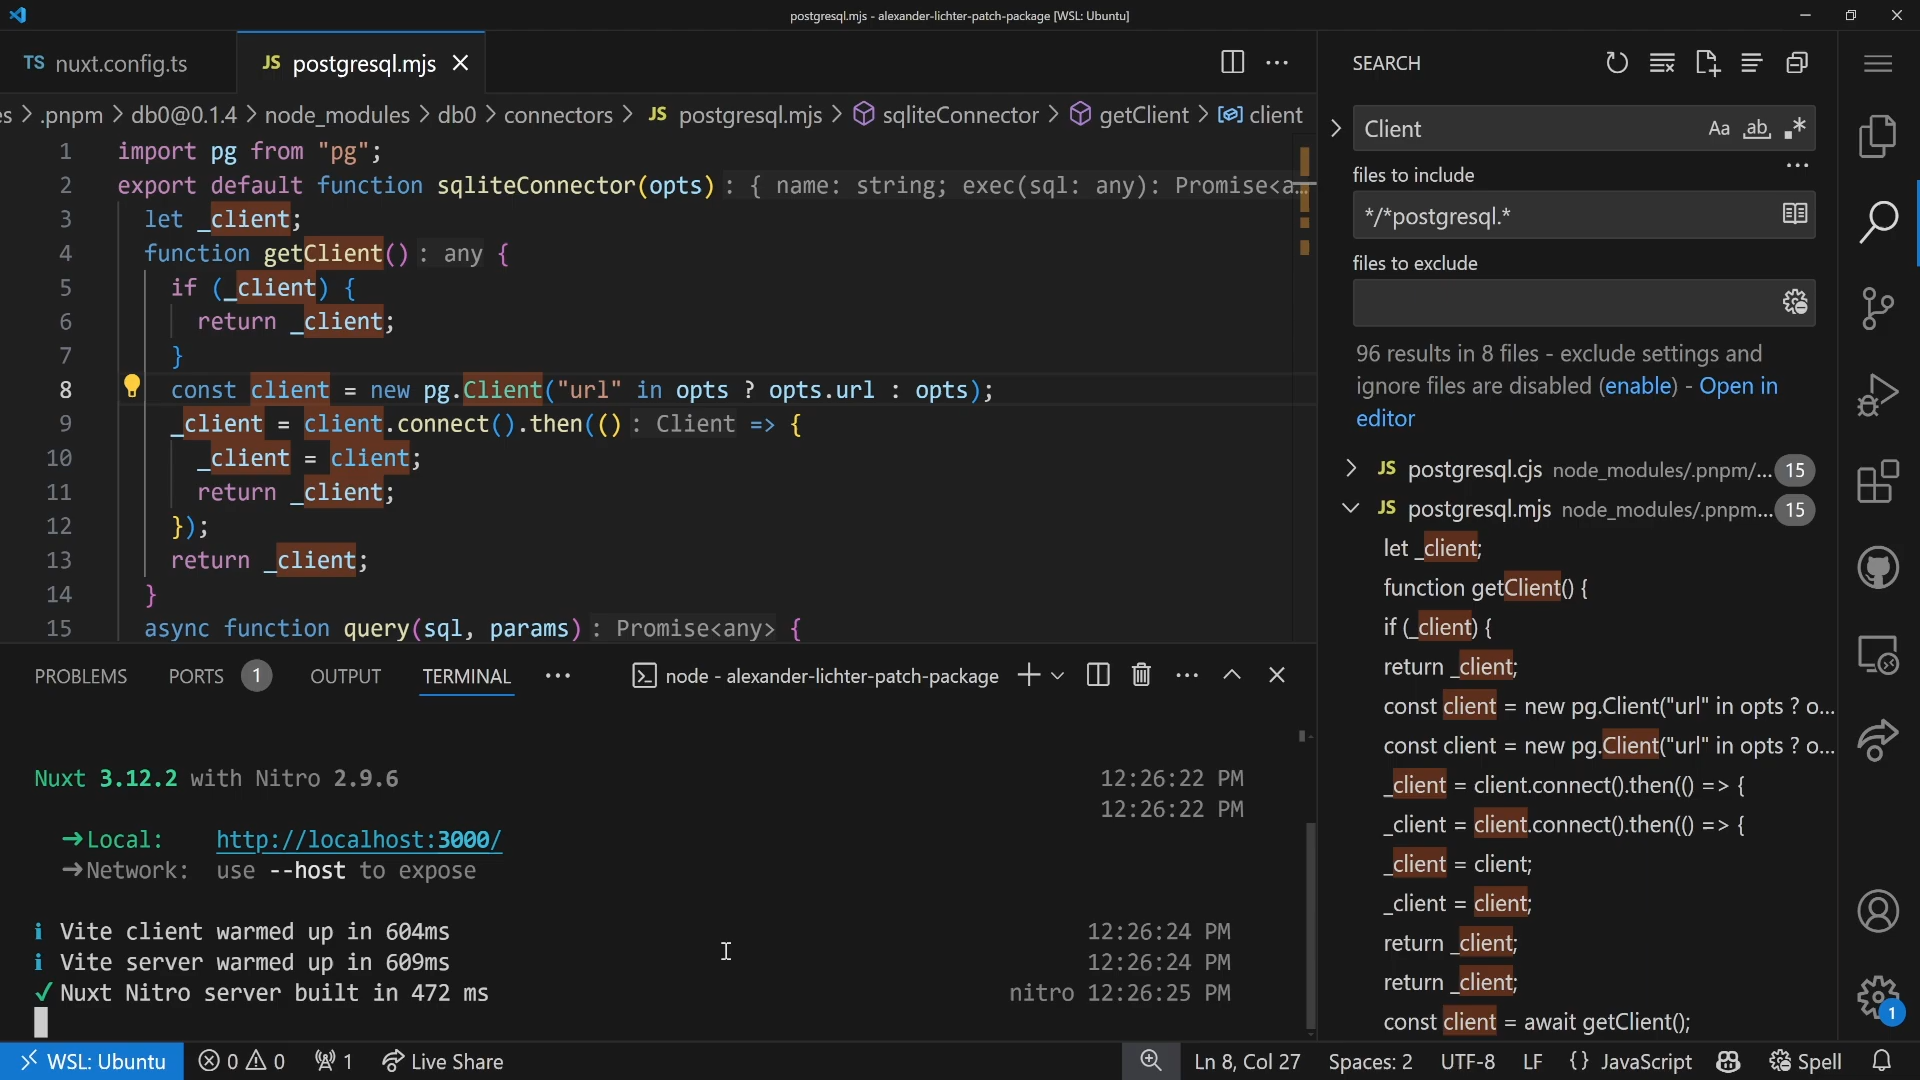 postgresql.mjs - alexander-lichter-patch-package [WSL: Ubuntu]
TS nuxt.config.ts
JS postgresql.mjs
es > .pnpm > db0@0.1.4 > node_modules > db0 > connectors > JS postgresql.mjs > sqliteConnector > getClient > client
1 import pg from "pg";
2 export default function sqliteConnector(opts): { name: string; exec(sql: any): Promise<a…
3 let _client;
4 function getClient(): any {
5 if (_client) {
6 return _client;
7 }
8 const client = new pg.Client("url" in opts ? opts.url : opts);
9 _client = client.connect().then((): Client => {
10 _client = client;
11 return _client;
12 });
13 return _client;
14 }
15 async function query(sql, params): Promise<any> {
PROBLEMS PORTS 1 OUTPUT TERMINAL ··· node - alexander-lichter-patch-package
Nuxt 3.12.2 with Nitro 2.9.6 12:26:22 PM
12:26:22 PM
➜Local: http://localhost:3000/
➜Network: use --host to expose
ℹ Vite client warmed up in 604ms 12:26:24 PM
ℹ Vite server warmed up in 609ms 12:26:24 PM
✓ Nuxt Nitro server built in 472 ms nitro 12:26:25 PM
SEARCH
Client Aa ab .*
files to include
*/*postgresql.*
files to exclude
96 results in 8 files - exclude settings and
ignore files are disabled (enable) - Open in
editor
JS postgresql.cjs node_modules/.pnpm/... 15
JS postgresql.mjs node_modules/.pnpm... 15
let _client;
function getClient() {
if (_client) {
return _client;
const client = new pg.Client("url" in opts ? o...
const client = new pg.Client("url" in opts ? o...
_client = client.connect().then(() => {
_client = client.connect().then(() => {
_client = client;
_client = client;
return _client;
return _client;
const client = await getClient();
1
WSL: Ubuntu 0 0 1 Live Share Ln 8, Col 27 Spaces: 2 UTF-8 LF {} JavaScript Spell